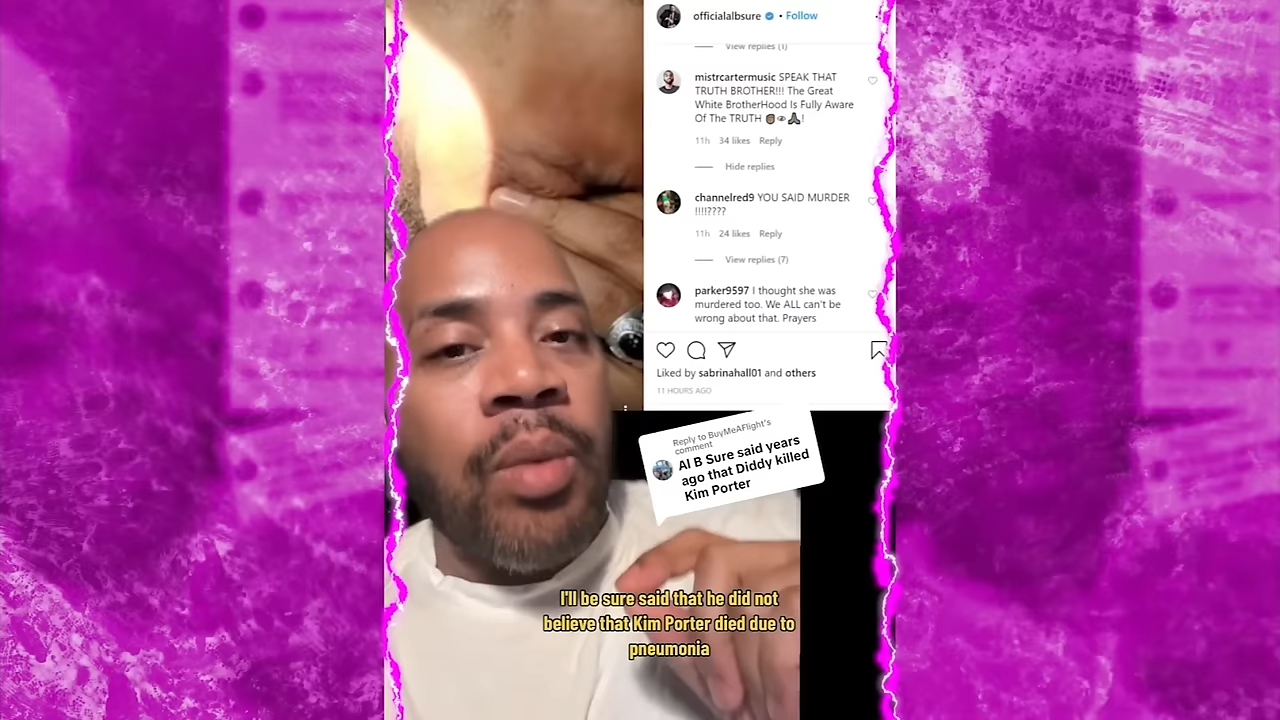 officialalbsure • Follow
View replies (1)
mistrcartermusic SPEAK THAT
TRUTH BROTHER!!! The Great
White BrotherHood Is Fully Aware
Of The TRUTH ✊🏾👁🙏🏾!
11h 34 likes Reply
Hide replies
channelred9 YOU SAID MURDER
!!!!????
11h 24 likes Reply
View replies (7)
parker9597 I thought she was
murdered too. We ALL can't be
wrong about that. Prayers
Liked by sabrinahall01 and others
11 HOURS AGO
Reply to BuyMeAFlight's
comment
Al B Sure said years
ago that Diddy killed
Kim Porter
I'll be sure said that he did not
believe that Kim Porter died due to
pneumonia